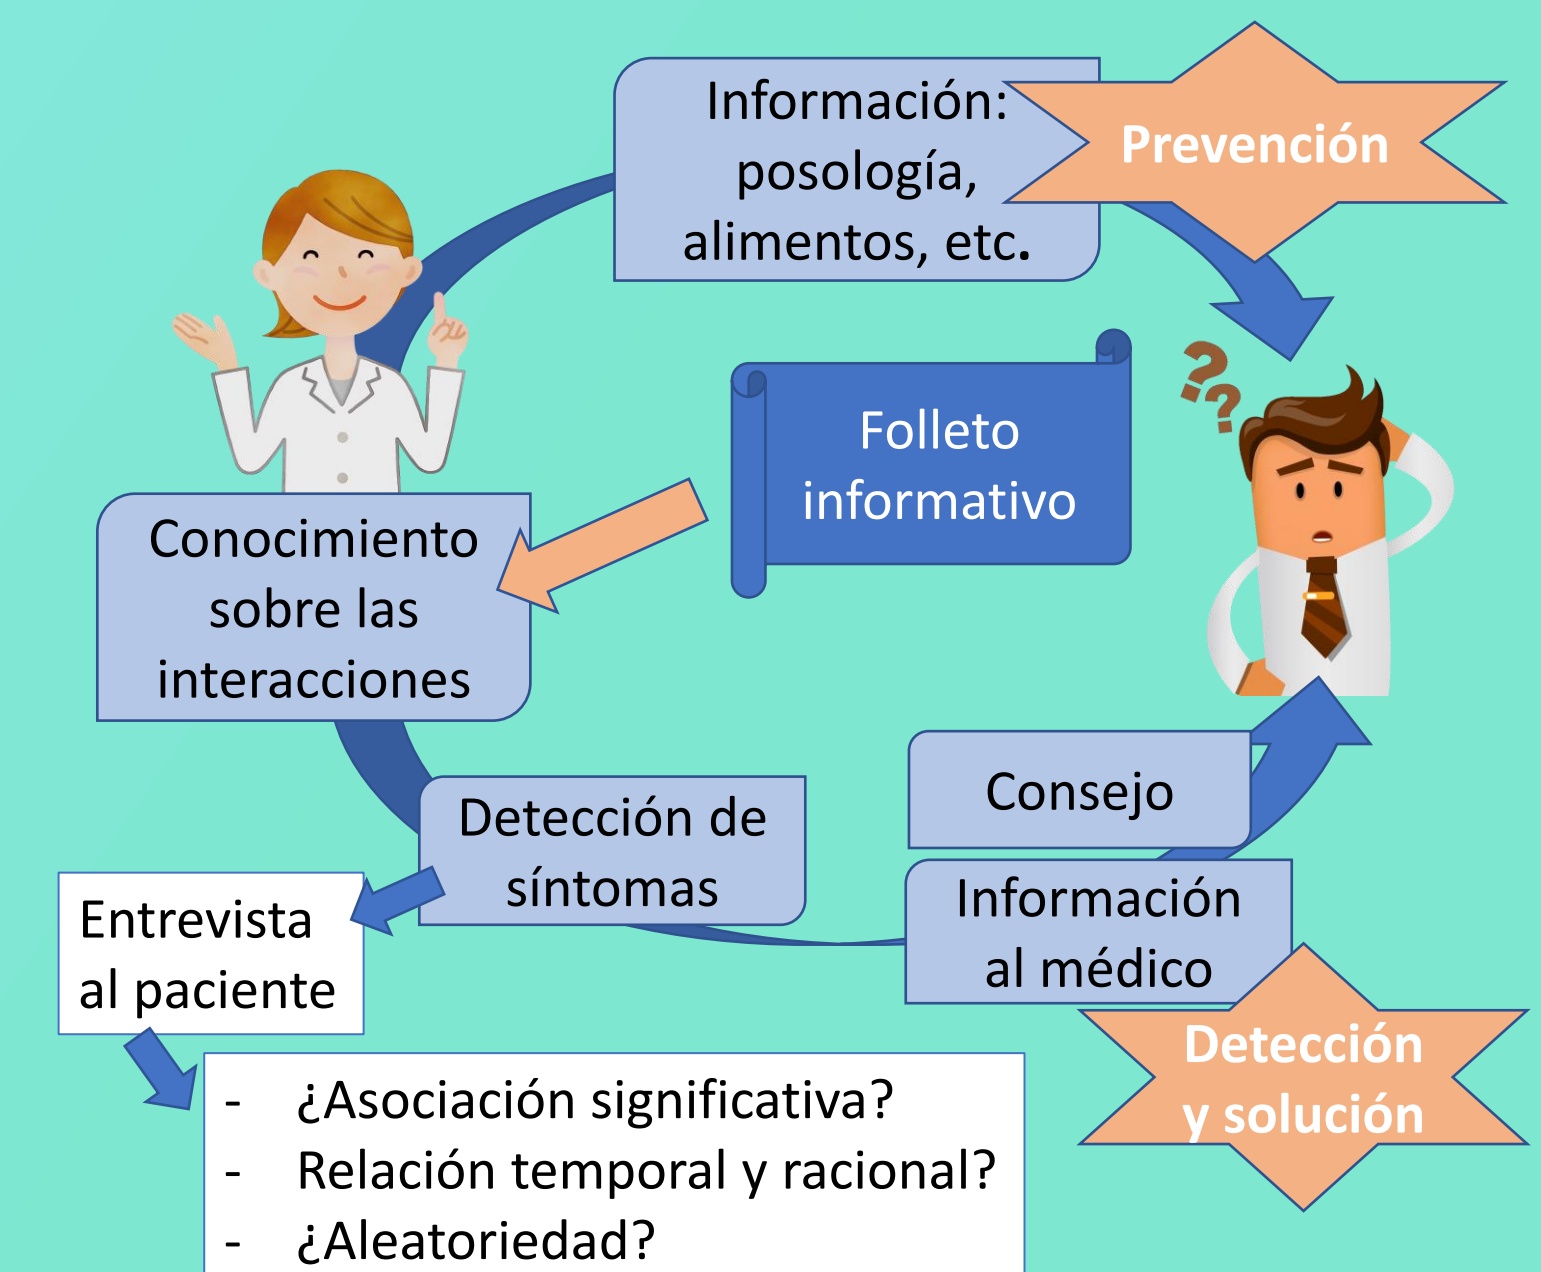 Información:
posología,
alimentos, etc.
Prevención
??
Folleto
informativo
Conocimiento
sobre las
interacciones
Consejo
Detección de
síntomas
Información
al médico
Entrevista
al paciente
Detección
y solución
- ¿Asociación significativa?
- Relación temporal y racional?
- ¿Aleatoriedad?